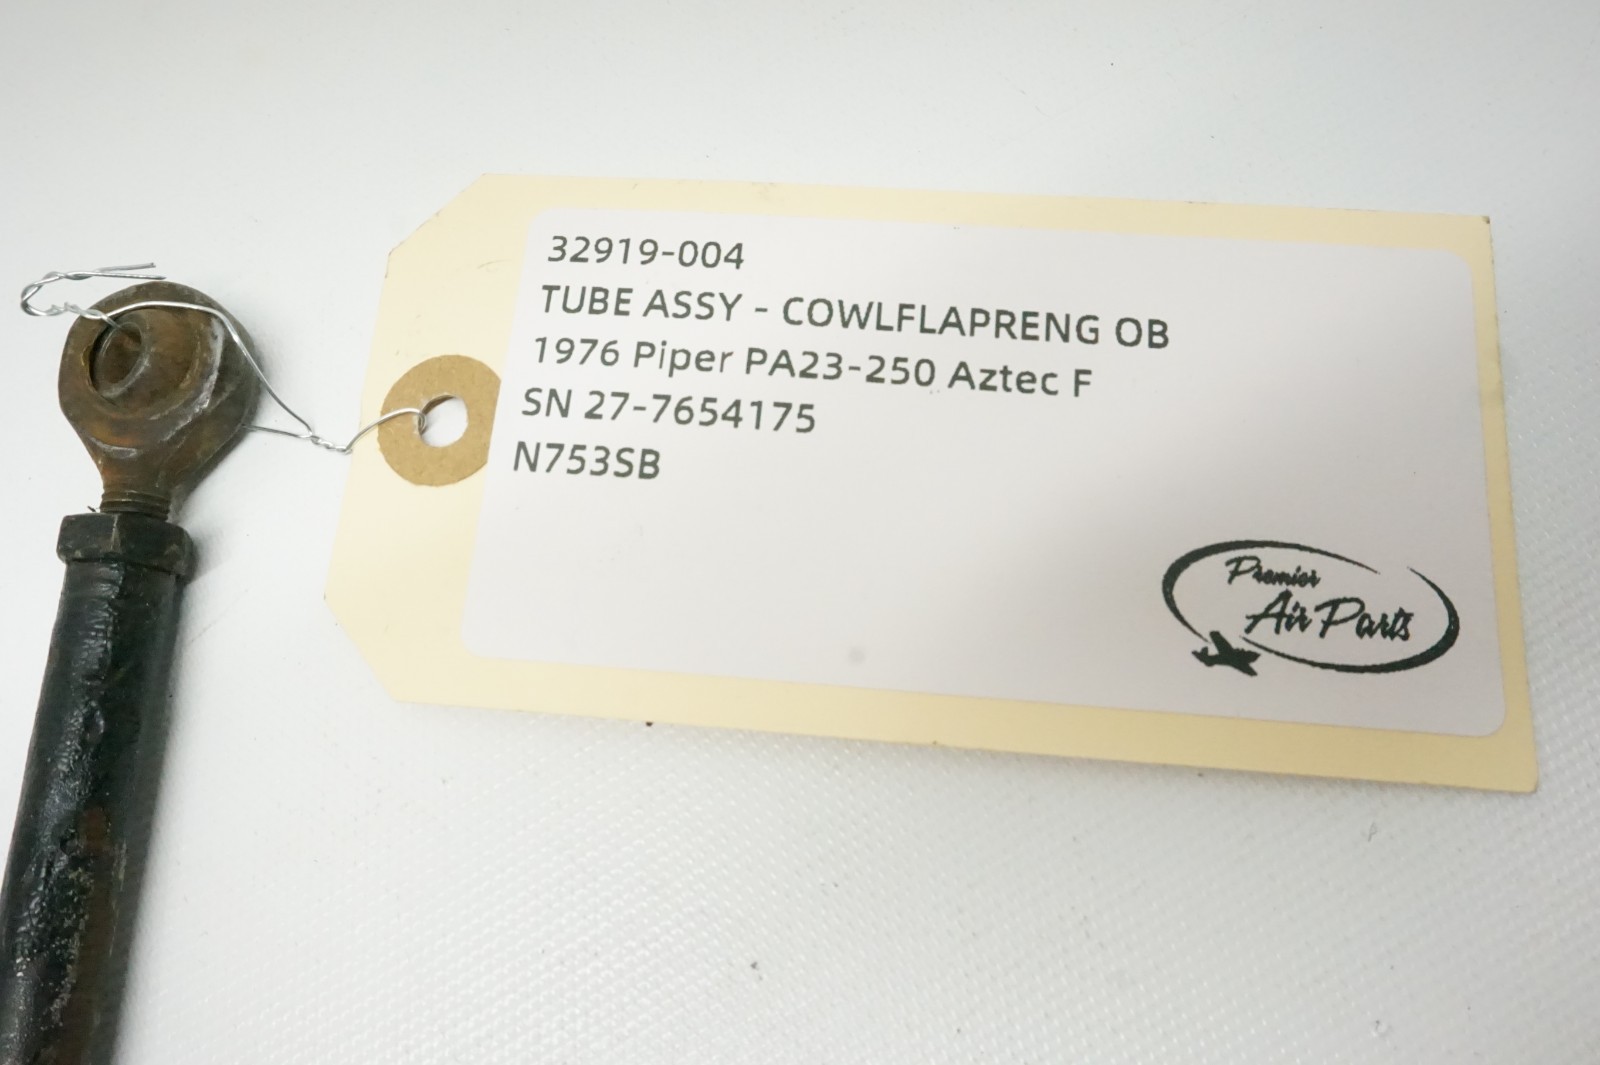 32919-004
TUBE ASSY - COWLFLAPRENG OB
1976 Piper PA23-250 Aztec F
SN 27-7654175
N753SB
Premier
Air Parts